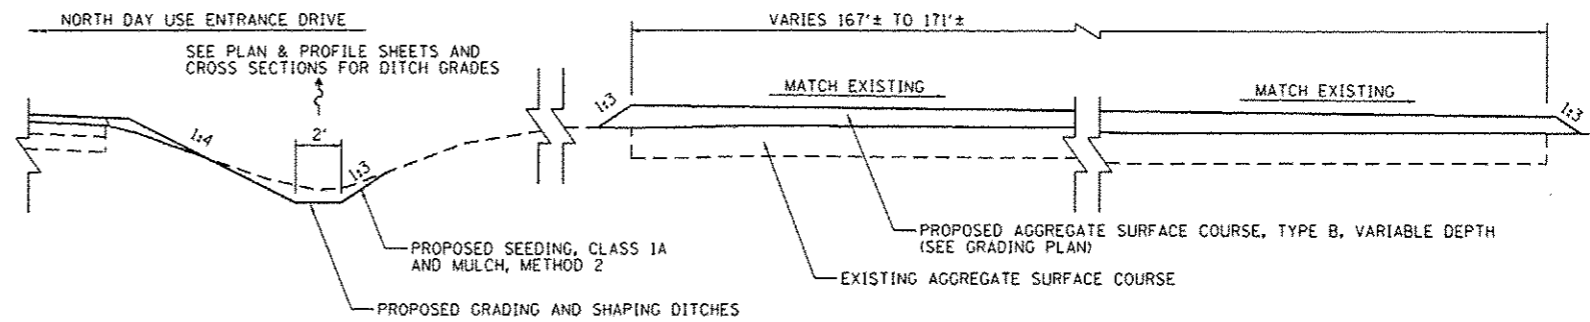 NORTH DAY USE ENTRANCE DRIVE
SEE PLAN & PROFILE SHEETS AND
CROSS SECTIONS FOR DITCH GRADES
VARIES 167'± TO 171'±
MATCH EXISTING
MATCH EXISTING
1:3
1:3
1:4
2'
1:3
PROPOSED SEEDING, CLASS 1A
AND MULCH, METHOD 2
PROPOSED GRADING AND SHAPING DITCHES
PROPOSED AGGREGATE SURFACE COURSE, TYPE B, VARIABLE DEPTH
(SEE GRADING PLAN)
EXISTING AGGREGATE SURFACE COURSE